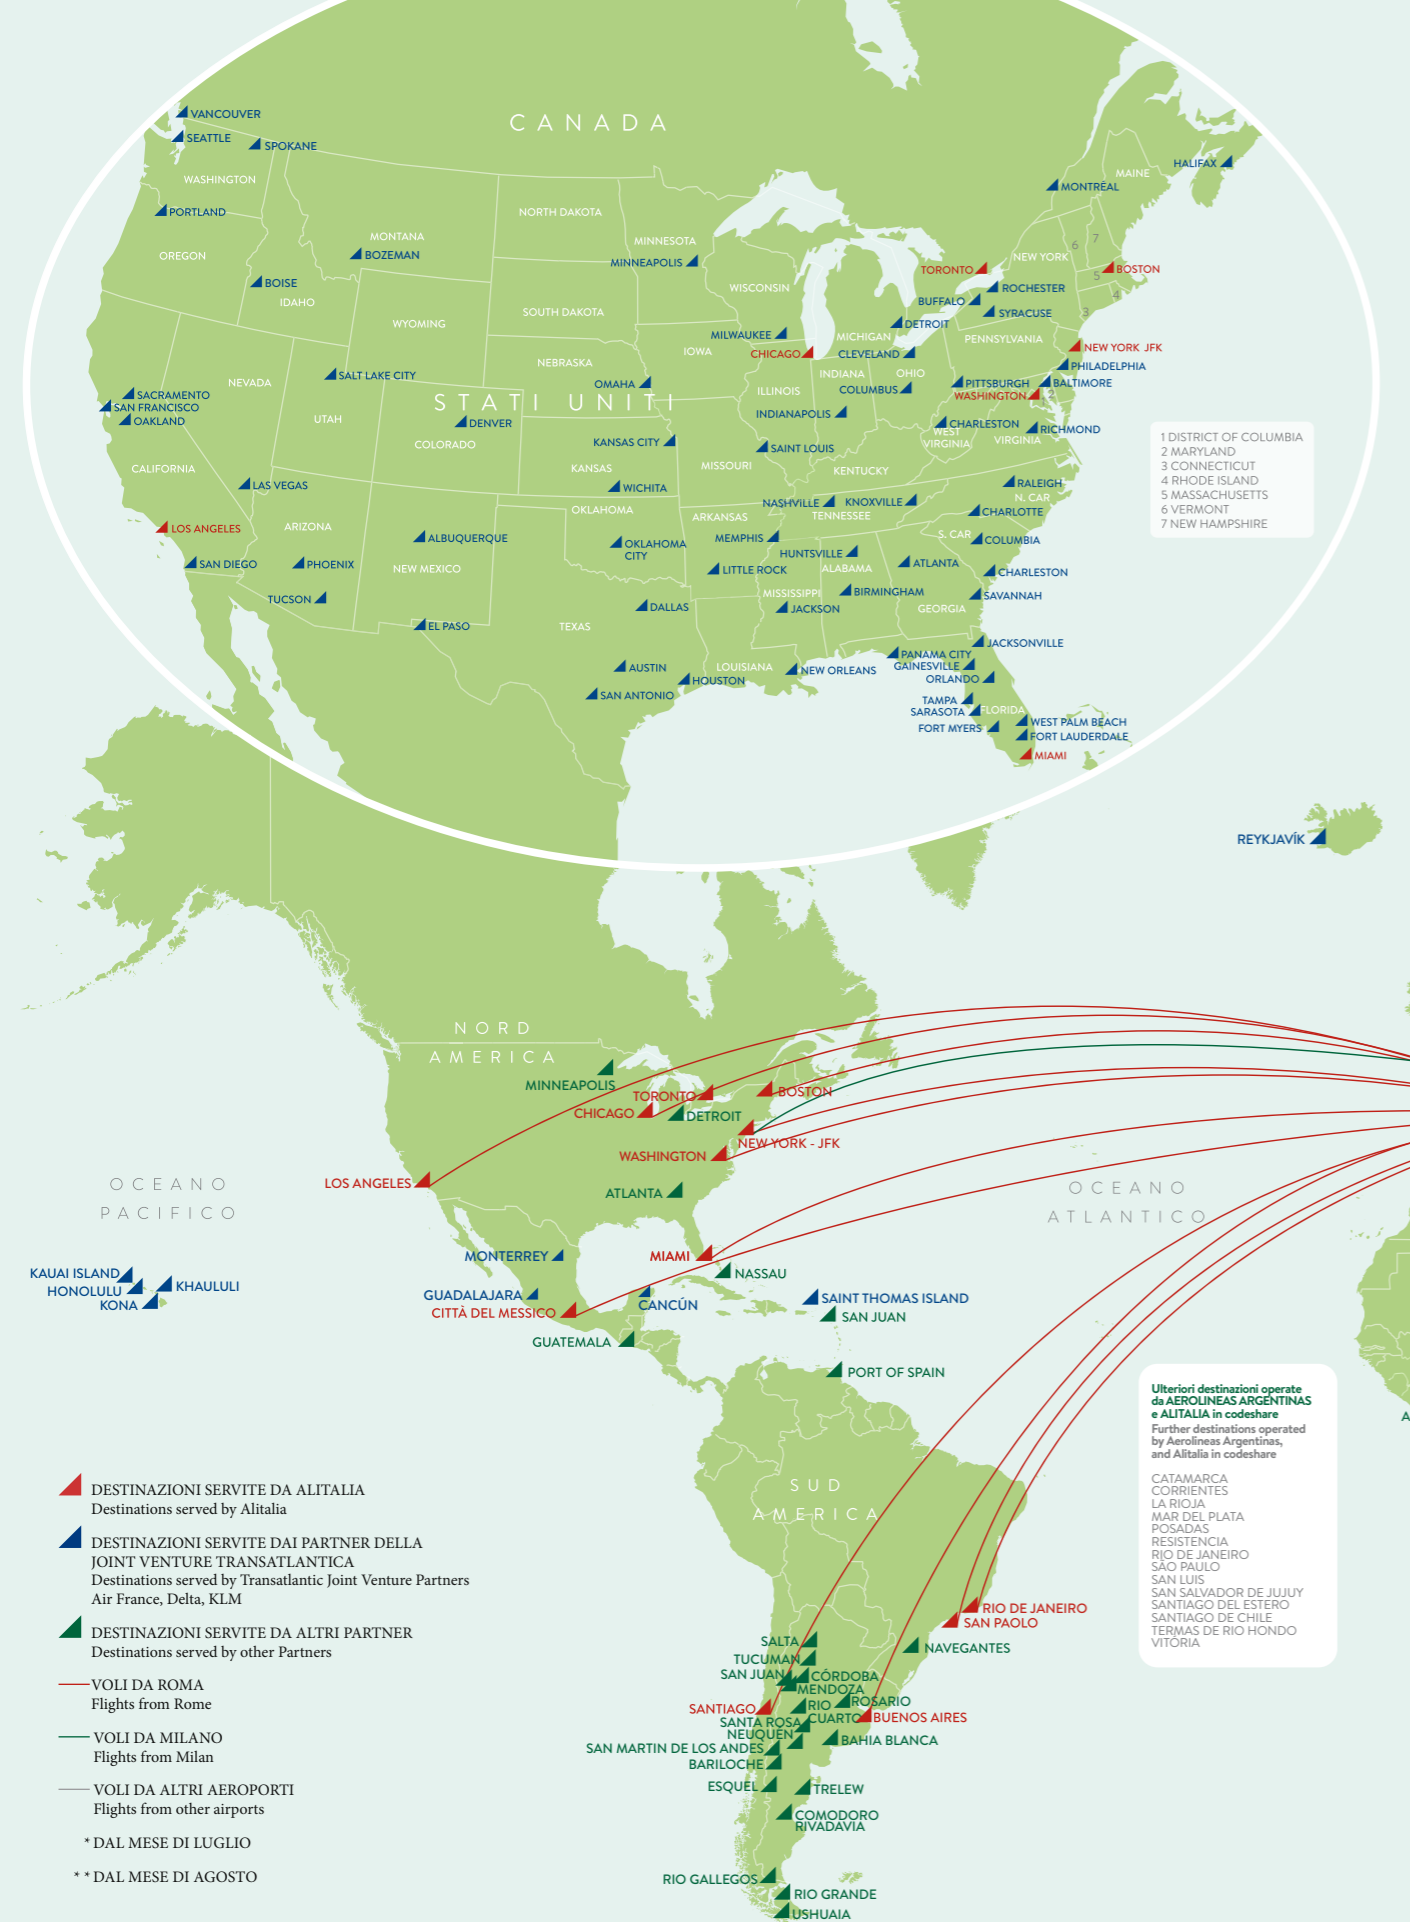 CANADA
VANCOUVER
SEATTLE
SPOKANE
WASHINGTON
PORTLAND
OREGON
MONTANA
BOZEMAN
BOISE
IDAHO
WYOMING
NORTH DAKOTA
SOUTH DAKOTA
MINNESOTA
MINNEAPOLIS
WISCONSIN
MILWAUKEE
CHICAGO
MICHIGAN
DETROIT
CLEVELAND
TORONTO
BUFFALO
ROCHESTER
SYRACUSE
NEW YORK
MONTRÈAL
MAINE
HALIFAX
6
7
5
BOSTON
4
3
PENNSYLVANIA
NEW YORK JFK
PHILADELPHIA
PITTSBURGH
BALTIMORE
WASHINGTON
2
NEBRASKA
IOWA
OMAHA
ILLINOIS
INDIANA
OHIO
COLUMBUS
INDIANAPOLIS
NEVADA
SALT LAKE CITY
UTAH
STATI UNITI
DENVER
COLORADO
SACRAMENTO
SAN FRANCISCO
OAKLAND
CALIFORNIA
LAS VEGAS
LOS ANGELES
SAN DIEGO
ARIZONA
PHOENIX
TUCSON
ALBUQUERQUE
NEW MEXICO
EL PASO
KANSAS CITY
KANSAS
WICHITA
MISSOURI
SAINT LOUIS
KENTUCKY
CHARLESTON
WEST
VIRGINIA
VIRGINIA
RICHMOND
OKLAHOMA
OKLAHOMA
CITY
ARKANSAS
LITTLE ROCK
MEMPHIS
NASHVILLE
KNOXVILLE
TENNESSEE
RALEIGH
N. CAR
CHARLOTTE
S. CAR
COLUMBIA
HUNTSVILLE
ALABAMA
ATLANTA
CHARLESTON
MISSISSIPPI
BIRMINGHAM
SAVANNAH
JACKSON
GEORGIA
TEXAS
DALLAS
AUSTIN
SAN ANTONIO
HOUSTON
LOUISIANA
NEW ORLEANS
PANAMA CITY
JACKSONVILLE
GAINESVILLE
ORLANDO
TAMPA
SARASOTA
FLORIDA
FORT MYERS
WEST PALM BEACH
FORT LAUDERDALE
MIAMI
1 DISTRICT OF COLUMBIA
2 MARYLAND
3 CONNECTICUT
4 RHODE ISLAND
5 MASSACHUSETTS
6 VERMONT
7 NEW HAMPSHIRE
REYKJAVÍK
NORD
AMERICA
MINNEAPOLIS
TORONTO
BOSTON
CHICAGO
DETROIT
NEW YORK - JFK
WASHINGTON
LOS ANGELES
ATLANTA
OCEANO
PACIFICO
OCEANO
ATLANTICO
MONTERREY
MIAMI
NASSAU
KAUAI ISLAND
HONOLULU
KHAULULI
KONA
GUADALAJARA
CITTÀ DEL MESSICO
CANCÚN
SAINT THOMAS ISLAND
SAN JUAN
GUATEMALA
PORT OF SPAIN
SUD
AMERICA
Ulteriori destinazioni operate
da AEROLINEAS ARGENTINAS
e ALITALIA in codeshare
Further destinations operated
by Aerolineas Argentinas,
and Alitalia in codeshare
CATAMARCA
CORRIENTES
LA RIOJA
MAR DEL PLATA
POSADAS
RESISTENCIA
RIO DE JANEIRO
SÃO PAULO
SAN LUIS
SAN SALVADOR DE JUJUY
SANTIAGO DEL ESTERO
SANTIAGO DE CHILE
TERMAS DE RIO HONDO
VITÓRIA
A
RIO DE JANEIRO
SAN PAOLO
NAVEGANTES
SALTA
TUCUMAN
SAN JUAN
CÓRDOBA
MENDOZA
SANTIAGO
RIO
CUARTO
ROSARIO
BUENOS AIRES
SANTA ROSA
NEUQUÉN
BAHIA BLANCA
SAN MARTIN DE LOS ANDES
BARILOCHE
ESQUEL
TRELEW
COMODORO
RIVADAVIA
RIO GALLEGOS
RIO GRANDE
USHUAIA
DESTINAZIONI SERVITE DA ALITALIA
Destinations served by Alitalia
DESTINAZIONI SERVITE DAI PARTNER DELLA
JOINT VENTURE TRANSATLANTICA
Destinations served by Transatlantic Joint Venture Partners
Air France, Delta, KLM
DESTINAZIONI SERVITE DA ALTRI PARTNER
Destinations served by other Partners
VOLI DA ROMA
Flights from Rome
VOLI DA MILANO
Flights from Milan
VOLI DA ALTRI AEROPORTI
Flights from other airports
* DAL MESE DI LUGLIO
* * DAL MESE DI AGOSTO